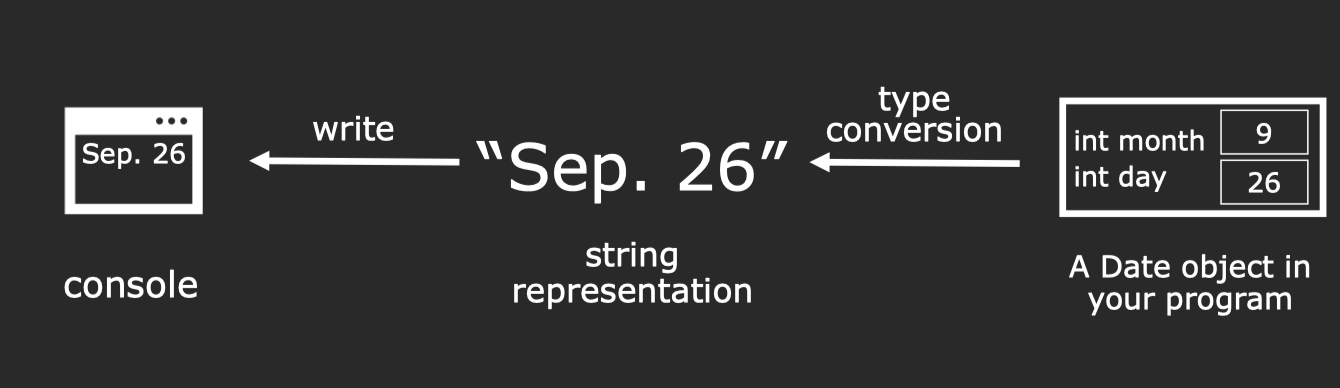 Sep. 26
console
write
“Sep. 26”
string
representation
type
conversion
int month 9
int day 26
A Date object in
your program